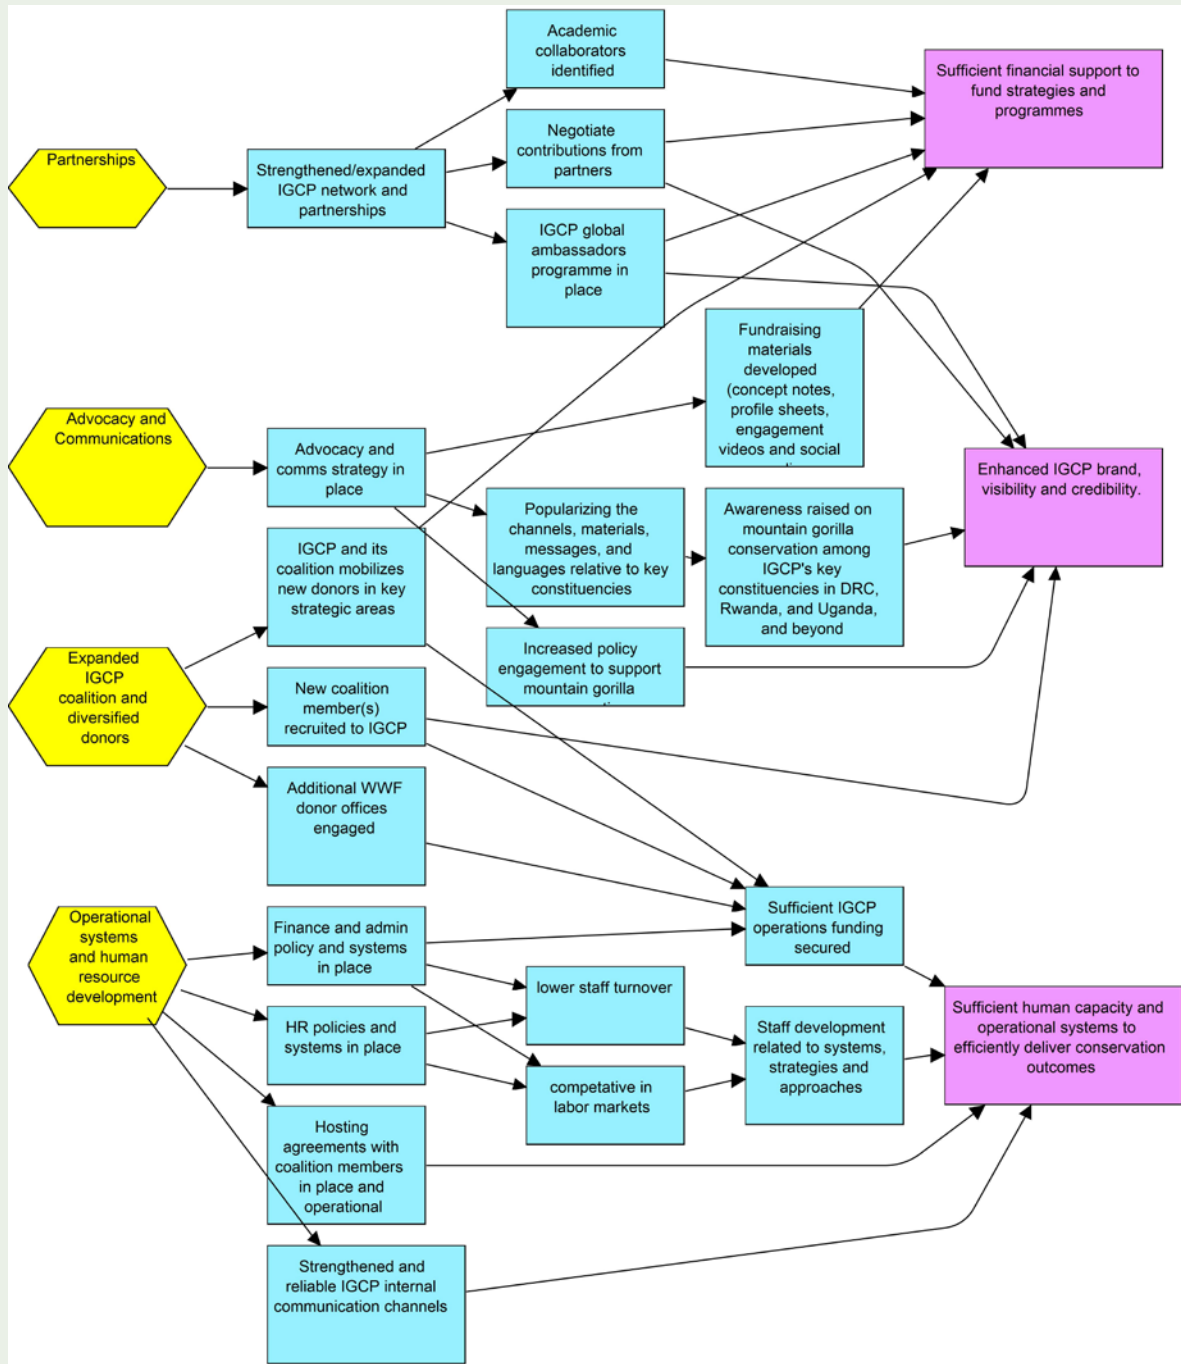 Academic
collaborators
identified
Sufficient financial support to
fund strategies and
programmes
Negotiate
contributions from
partners
Partnerships
Strengthened/expanded
IGCP network and
partnerships
IGCP global
ambassadors
programme in
place
Fundraising
materials
developed
(concept notes,
profile sheets,
engagement
videos and social
Advocacy and
Communications
Advocacy and
comms strategy in
place
Enhanced IGCP brand,
visibility and credibility.
Popularizing the
channels, materials,
messages, and
languages relative to key
constituencies
Awareness raised on
mountain gorilla
conservation among
IGCP's key
constituencies in DRC,
Rwanda, and Uganda,
and beyond
IGCP and its
coalition mobilizes
new donors in key
strategic areas
Increased policy
engagement to support
mountain gorilla
Expanded
IGCP
coalition and
diversified
donors
New coalition
member(s)
recruited to IGCP
Additional WWF
donor offices
engaged
Sufficient IGCP
operations funding
secured
Operational
systems
and human
resource
development
Finance and admin
policy and systems
in place
lower staff turnover
HR policies and
systems in place
Staff development
related to systems,
strategies and
approaches
Sufficient human capacity and
operational systems to
efficiently deliver conservation
outcomes
competative in
labor markets
Hosting
agreements with
coalition members
in place and
operational
Strengthened and
reliable IGCP internal
communication channels